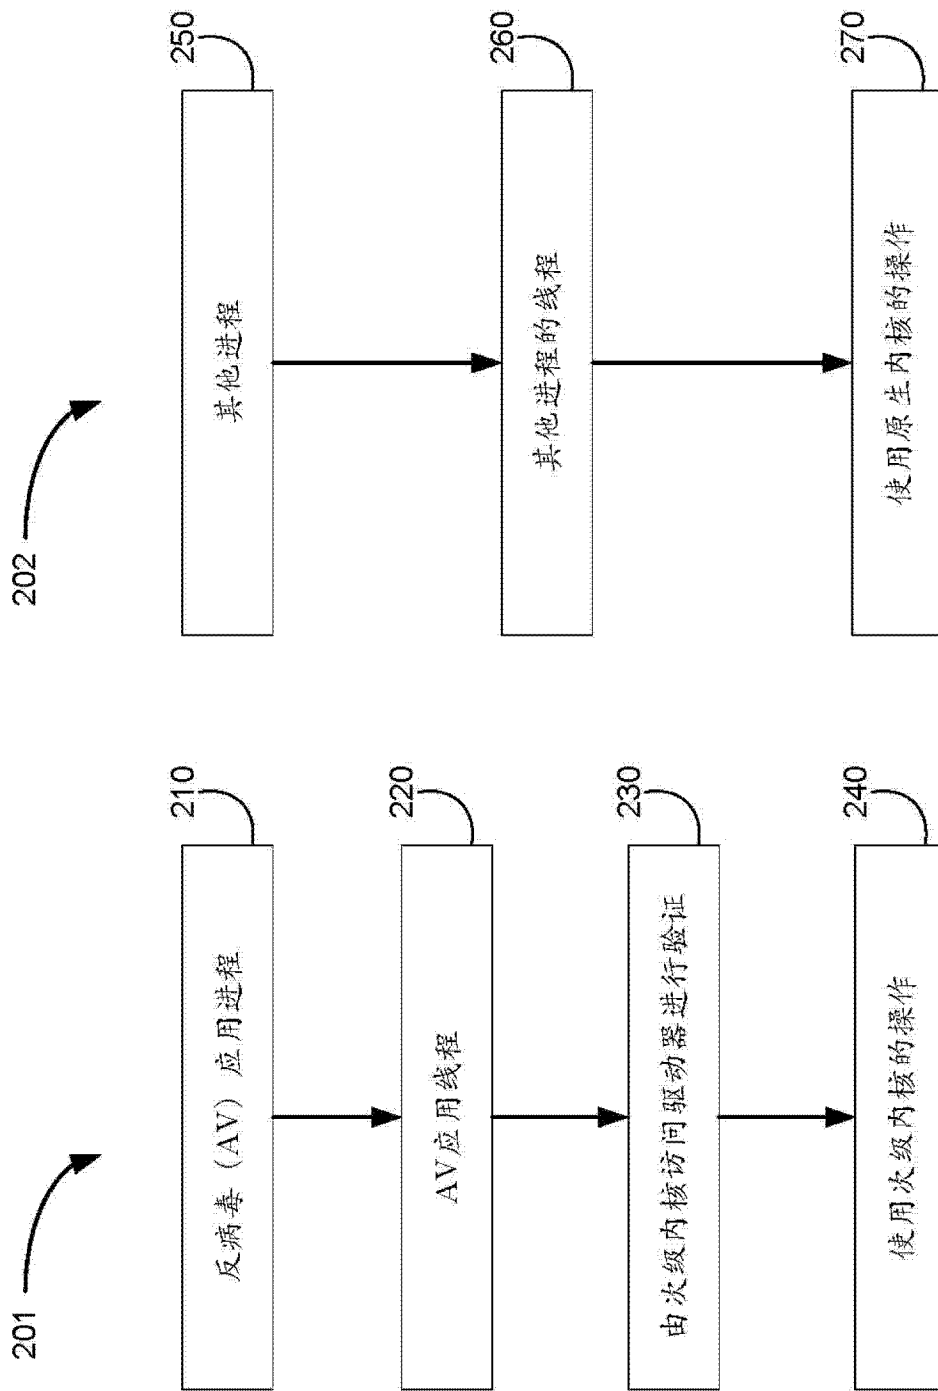 201
反病毒（AV）应用进程
210
AV应用线程
220
由次级内核访问驱动器进行验证
230
使用次级内核的操作
240
202
其他进程
250
其他进程的线程
260
使用原生内核的操作
270